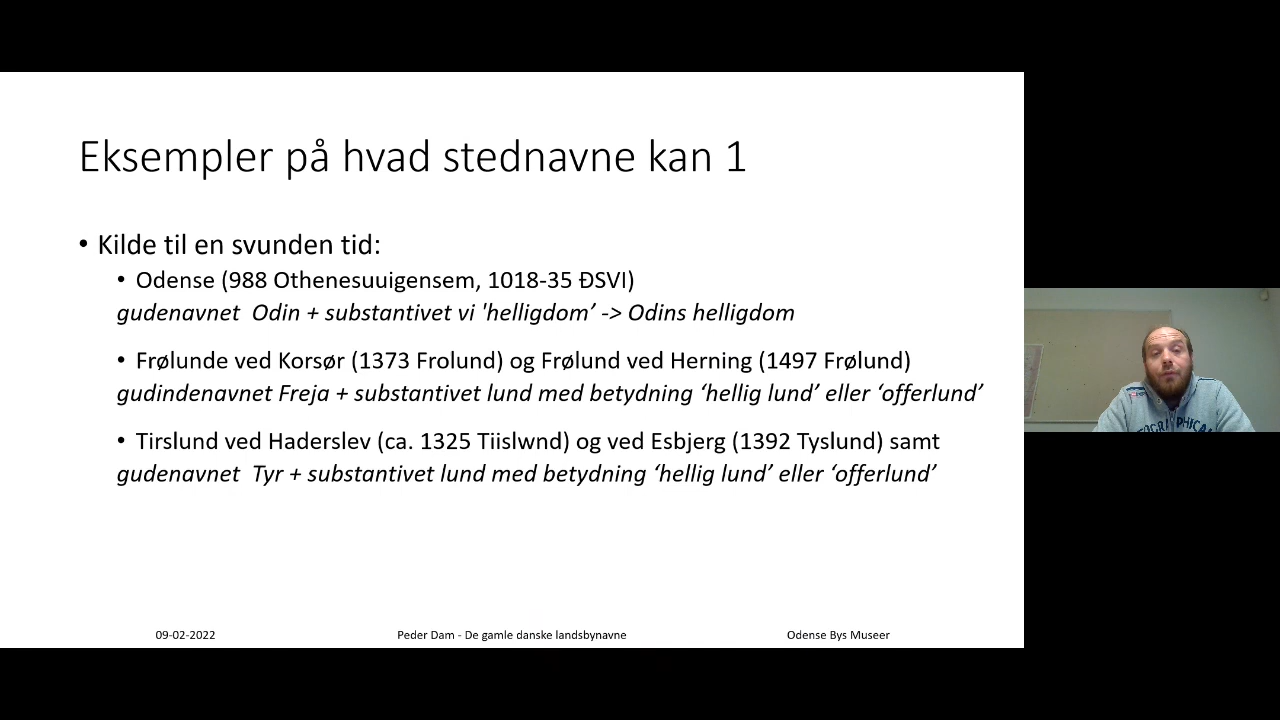 Eksempler på hvad stednavne kan 1
• Kilde til en svunden tid:
• Odense (988 Othenesuuigensem, 1018-35 ÐSVI)
gudenavnet Odin + substantivet vi 'helligdom’ -> Odins helligdom
• Frølunde ved Korsør (1373 Frolund) og Frølund ved Herning (1497 Frølund)
gudindenavnet Freja + substantivet lund med betydning ‘hellig lund’ eller ‘offerlund’
• Tirslund ved Haderslev (ca. 1325 Tiislwnd) og ved Esbjerg (1392 Tyslund) samt
gudenavnet Tyr + substantivet lund med betydning ‘hellig lund’ eller ‘offerlund’
09-02-2022 Peder Dam - De gamle danske landsbynavne Odense Bys Museer